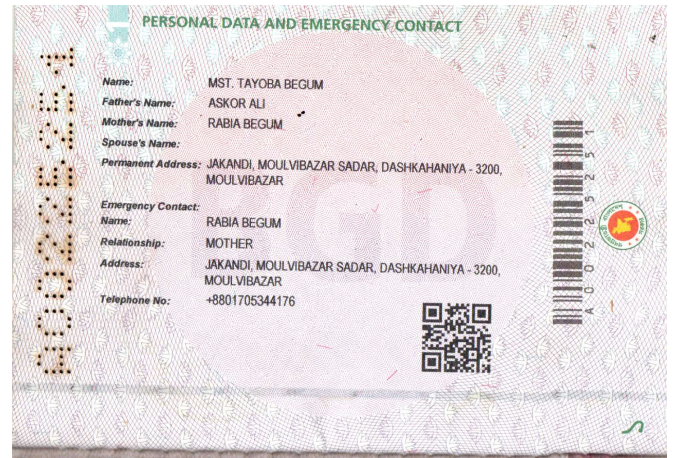 PERSONAL DATA AND EMERGENCY CONTACT
Name: MST. TAYOBA BEGUM
Father's Name: ASKOR ALI
Mother's Name: RABIA BEGUM
Spouse's Name:
Permanent Address: JAKANDI, MOULVIBAZAR SADAR, DASHKAHANIYA - 3200,
MOULVIBAZAR
Emergency Contact:
Name: RABIA BEGUM
Relationship: MOTHER
Address: JAKANDI, MOULVIBAZAR SADAR, DASHKAHANIYA - 3200,
MOULVIBAZAR
Telephone No: +8801705344176
BGD